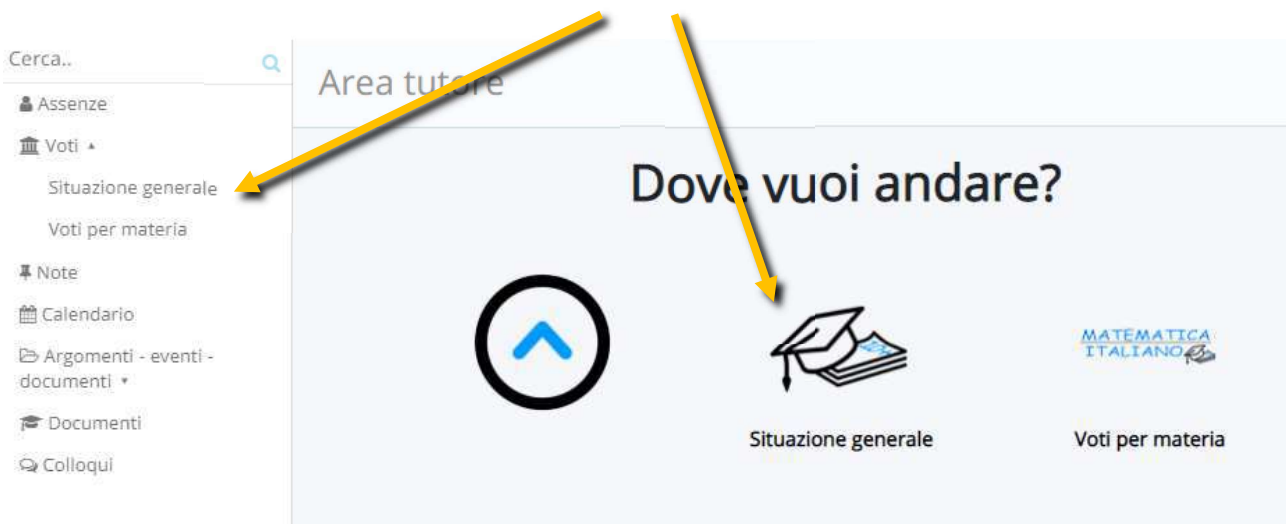 Cerca..
Assenze
Voti
Situazione generale
Voti per materia
Note
Calendario
Argomenti - eventi -
documenti
Documenti
Colloqui
Area tutore
Dove vuoi andare?
MATEMATICA
ITALIANO
Situazione generale
Voti per materia